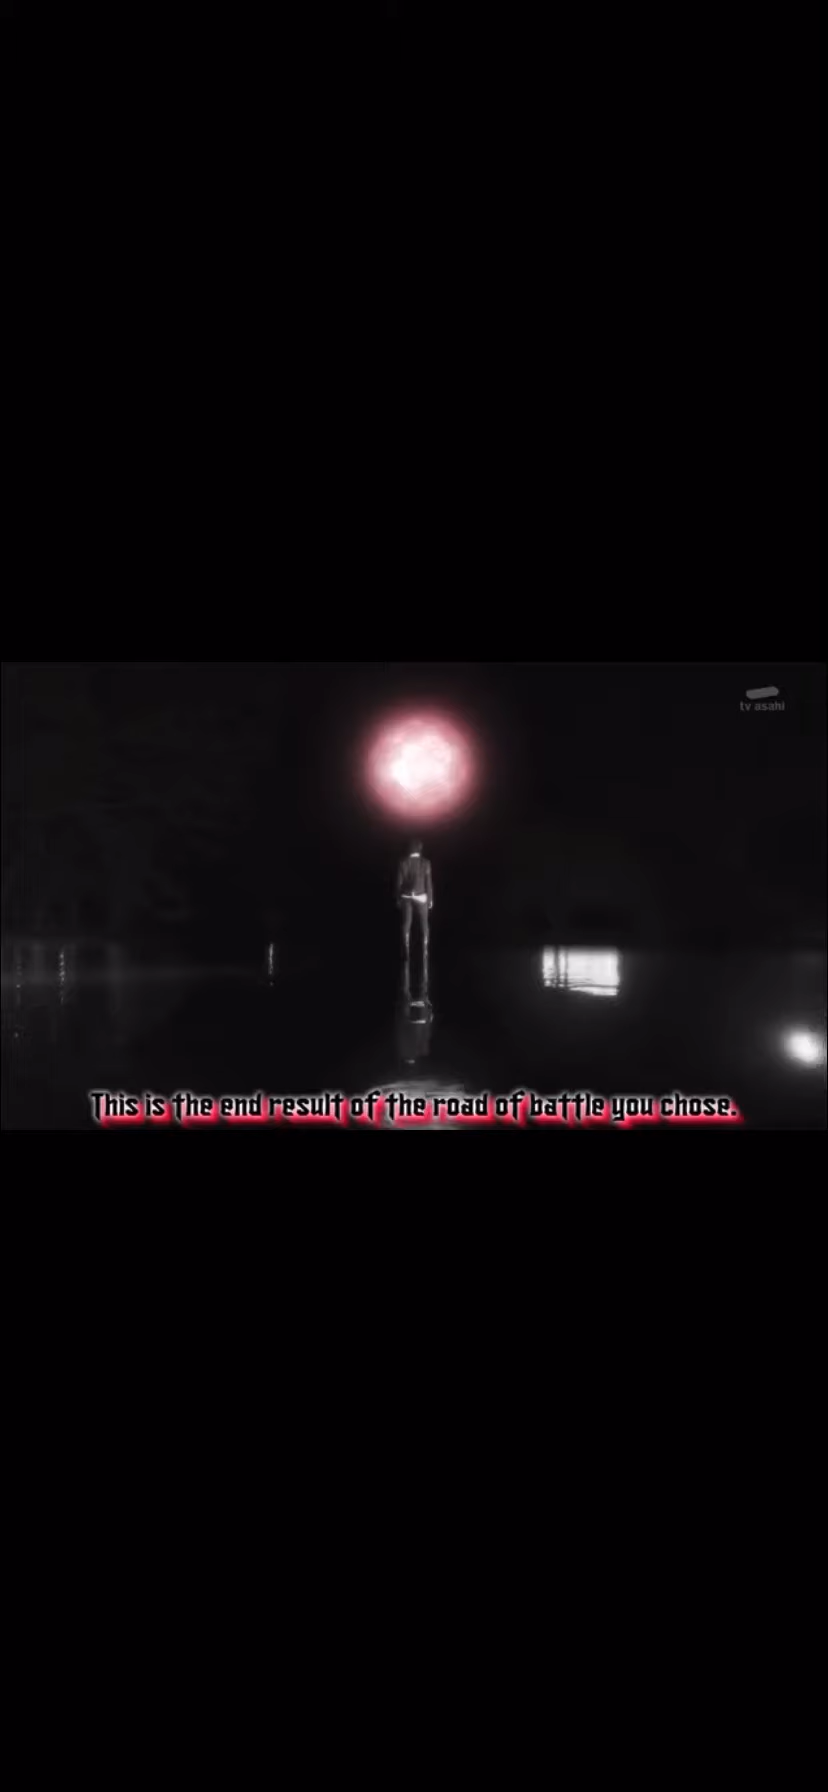 tv asahi
This is the end result of the road of battle you chose.